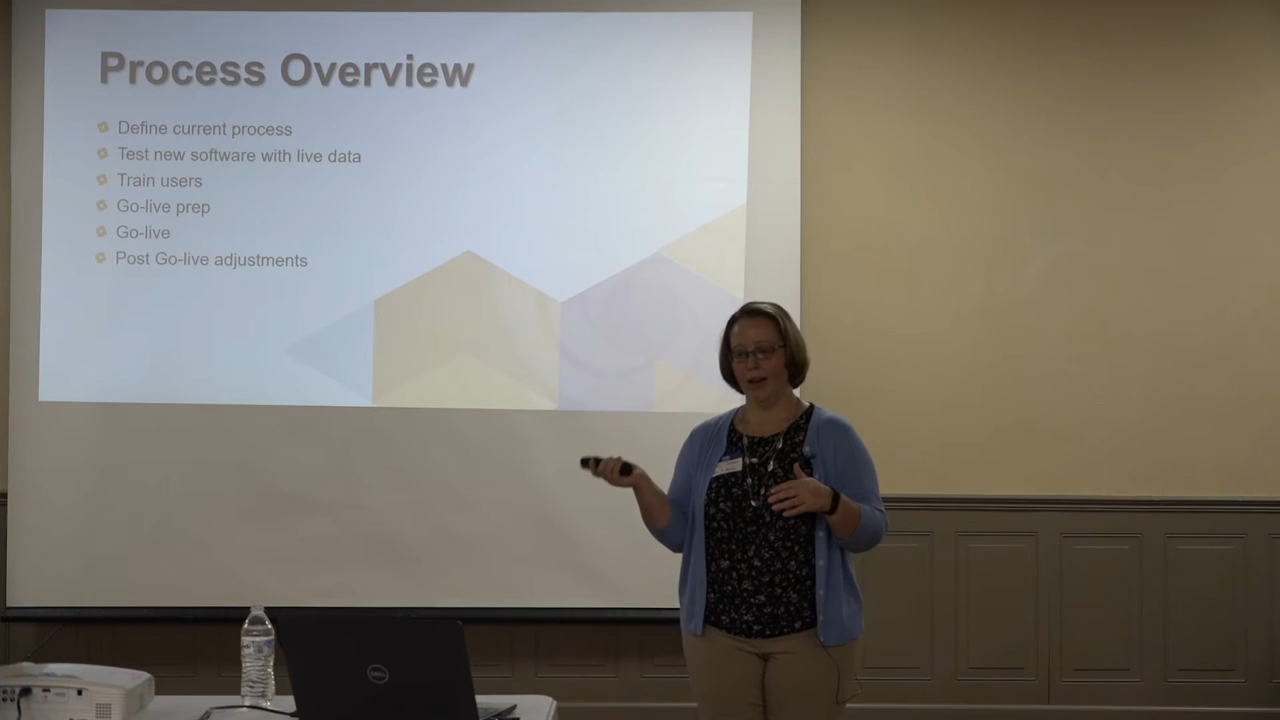 Process Overview
Define current process
Test new software with live data
Train users
Go-live prep
Go-live
Post Go-live adjustments
DELL